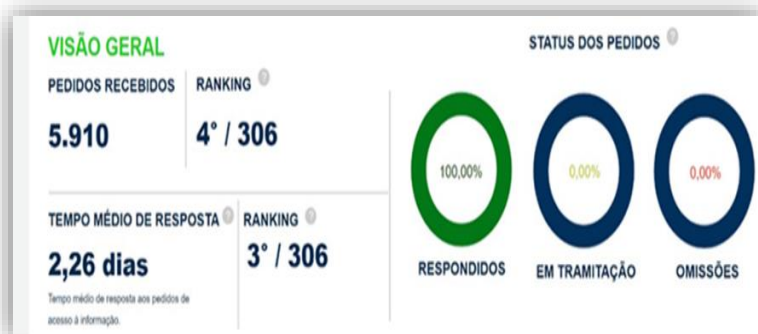 VISÃO GERAL
PEDIDOS RECEBIDOS
5.910
RANKING ?
4° / 306
TEMPO MÉDIO DE RESPOSTA ?
2,26 dias
Tempo médio de resposta aos pedidos de
acesso à informação.
RANKING ?
3° / 306
STATUS DOS PEDIDOS ?
100,00%
RESPONDIDOS
0,00%
EM TRAMITAÇÃO
0,00%
OMISSÕES